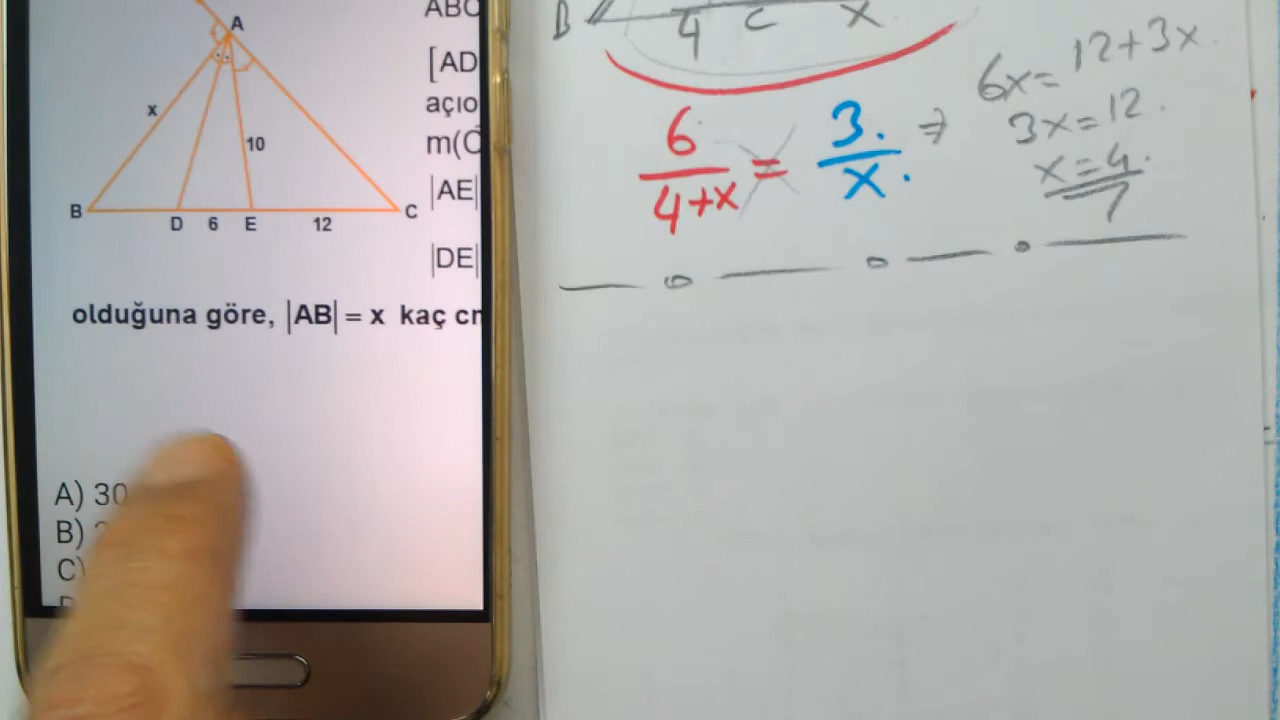 A
x
10
B
D 6 E 12 C
ABC
[AD
açıo
|AE|
|DE|
olduğuna göre, |AB| = x kaç
A) 30
B)
C)
B
4 C x
6/(4+x) = 3./x. ⇒
6x = 12+3x
3x = 12.
x = 4.